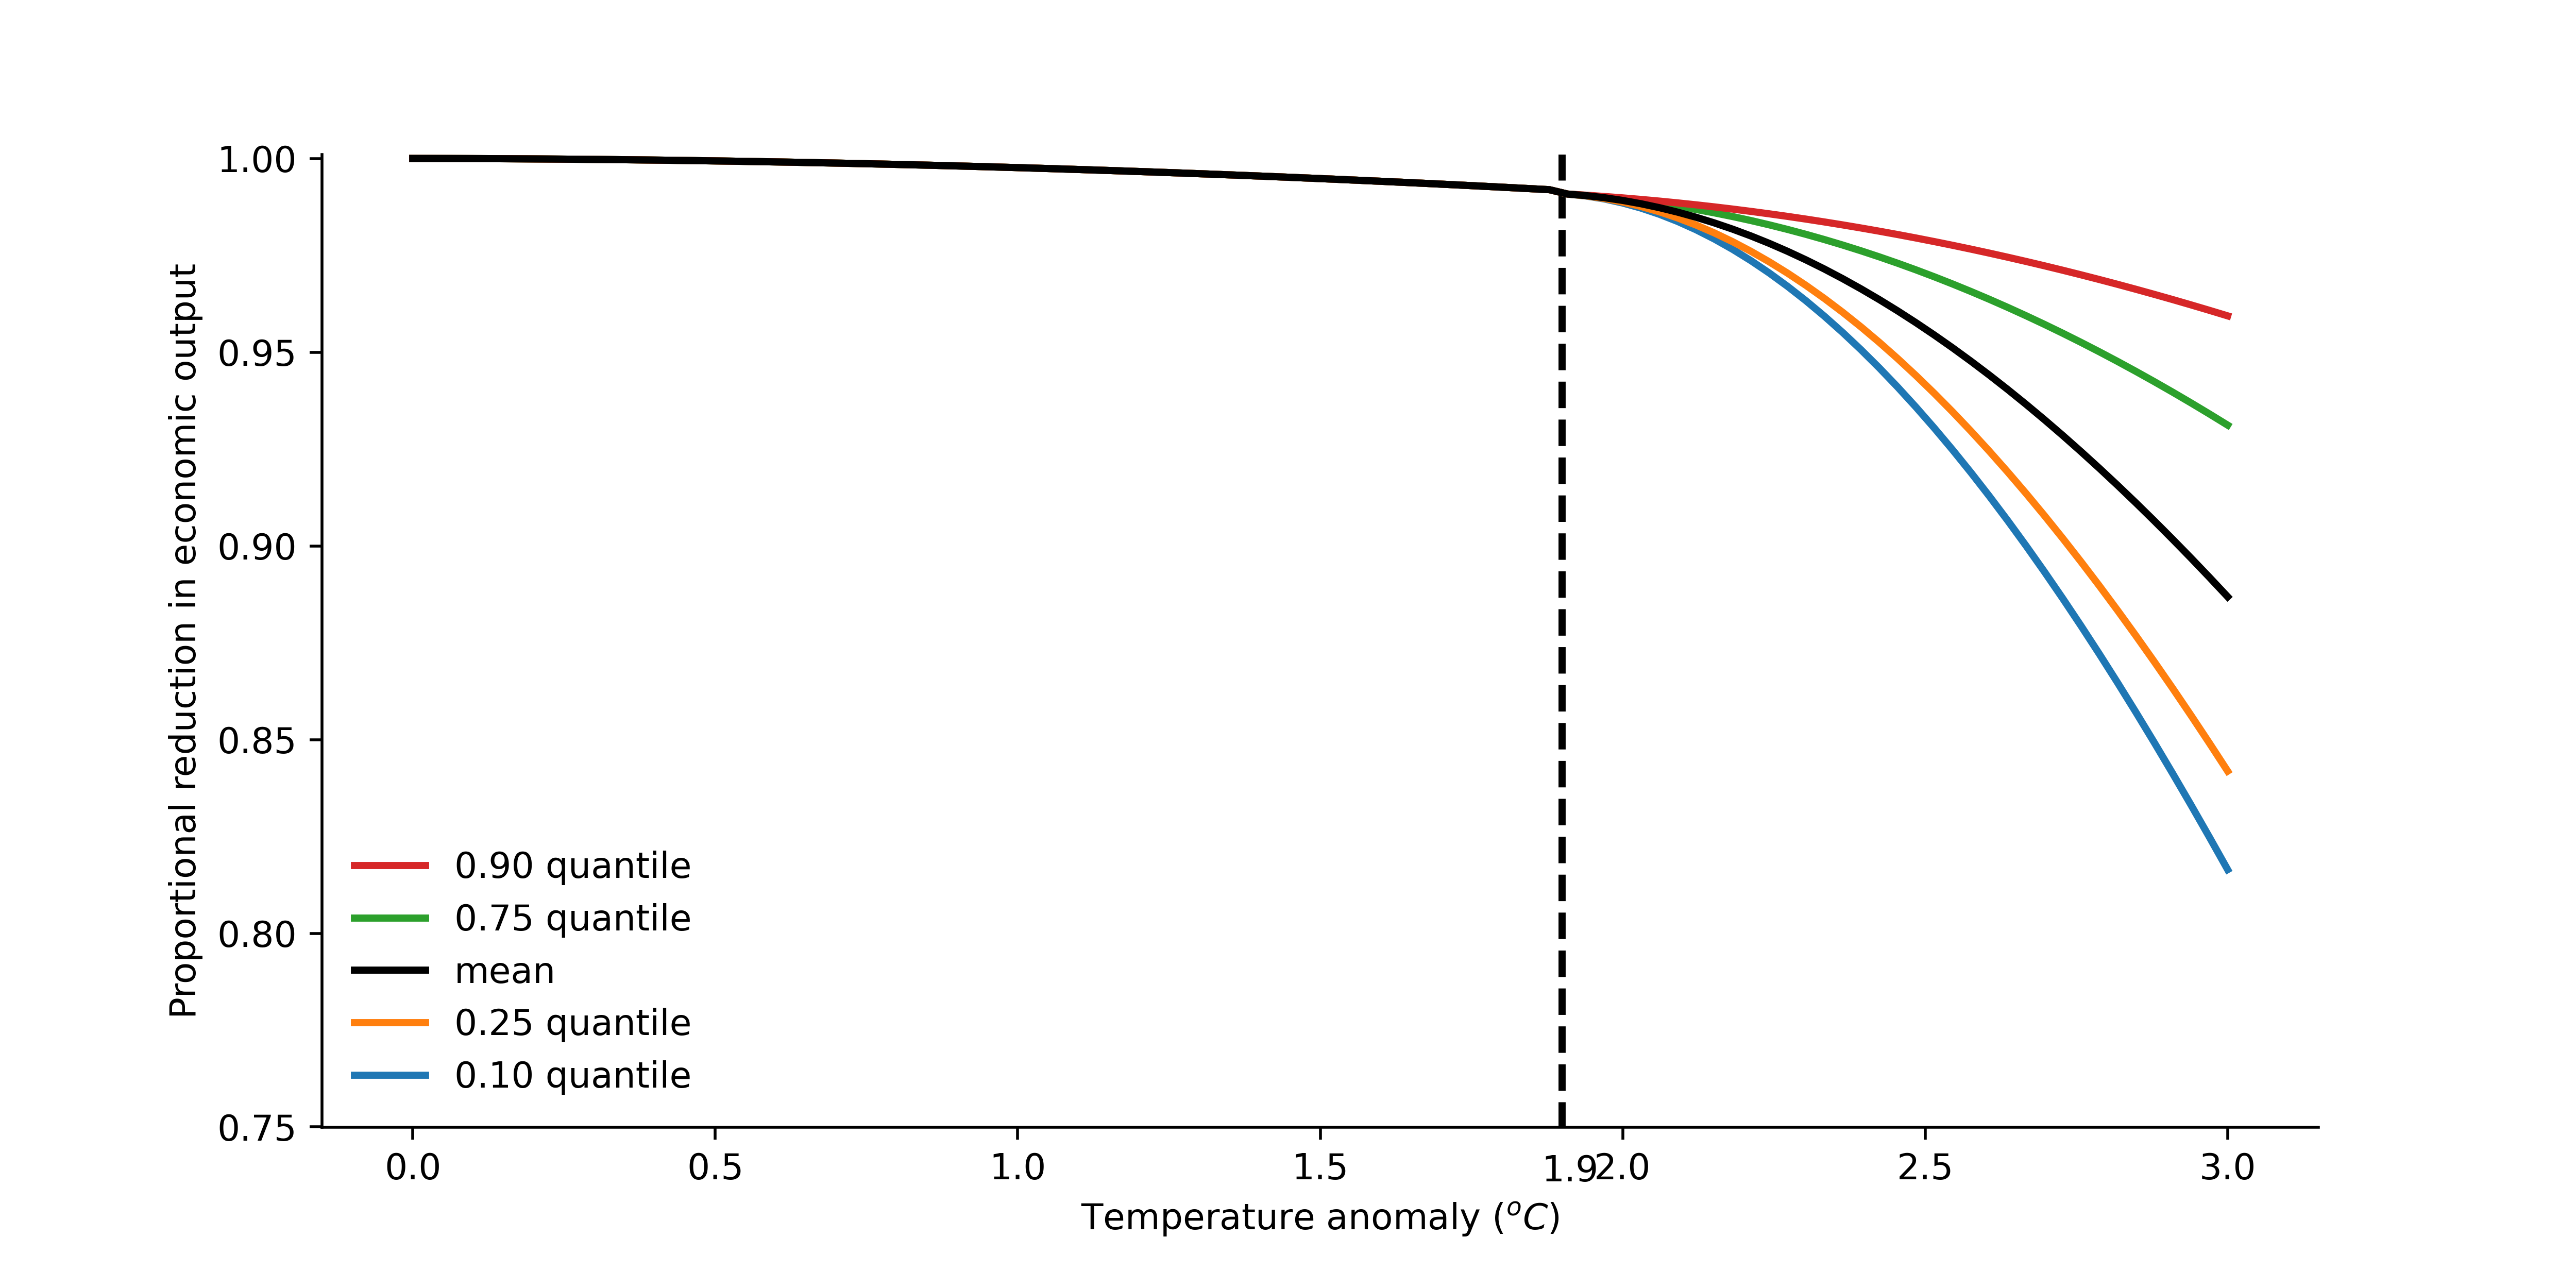 Proportional reduction in economic output
1.00
0.95
0.90
0.85
0.80
0.75
0.90 quantile
0.75 quantile
mean
0.25 quantile
0.10 quantile
0.0 0.5 1.0 1.5 1.9 2.0 2.5 3.0
Temperature anomaly (°C)